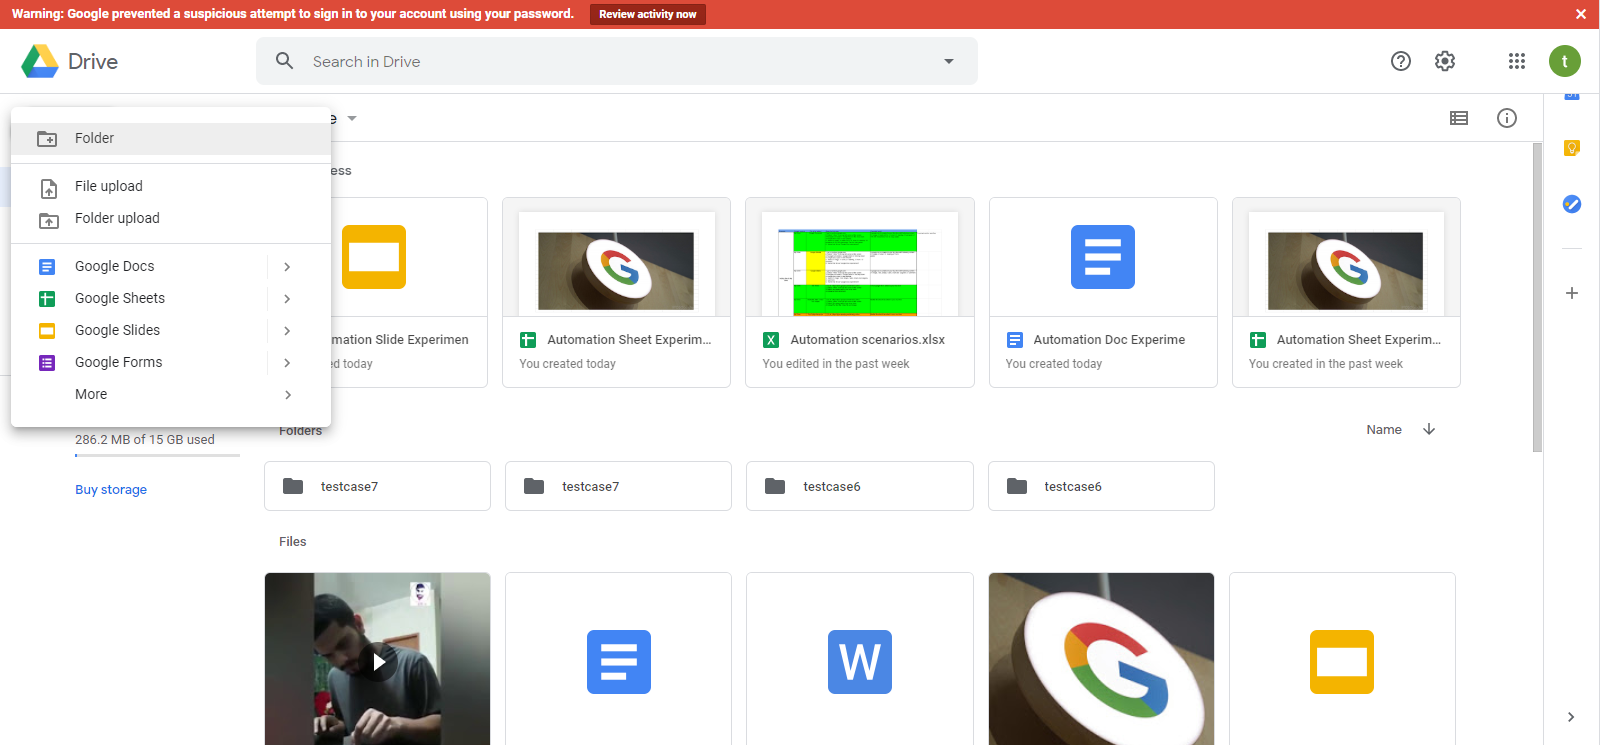 Warning: Google prevented a suspicious attempt to sign in to your account using your password. Review activity now
Drive
Search in Drive
t
Folder
File upload
Folder upload
Google Docs
Google Sheets
Google Slides
Google Forms
More
e
ess
mation Slide Experimen
ed today
Automation Sheet Experim...
You created today
Automation scenarios.xlsx
You edited in the past week
Automation Doc Experime
You created today
Automation Sheet Experim...
You created in the past week
286.2 MB of 15 GB used
Buy storage
Folders
Name
testcase7
testcase7
testcase6
testcase6
Files